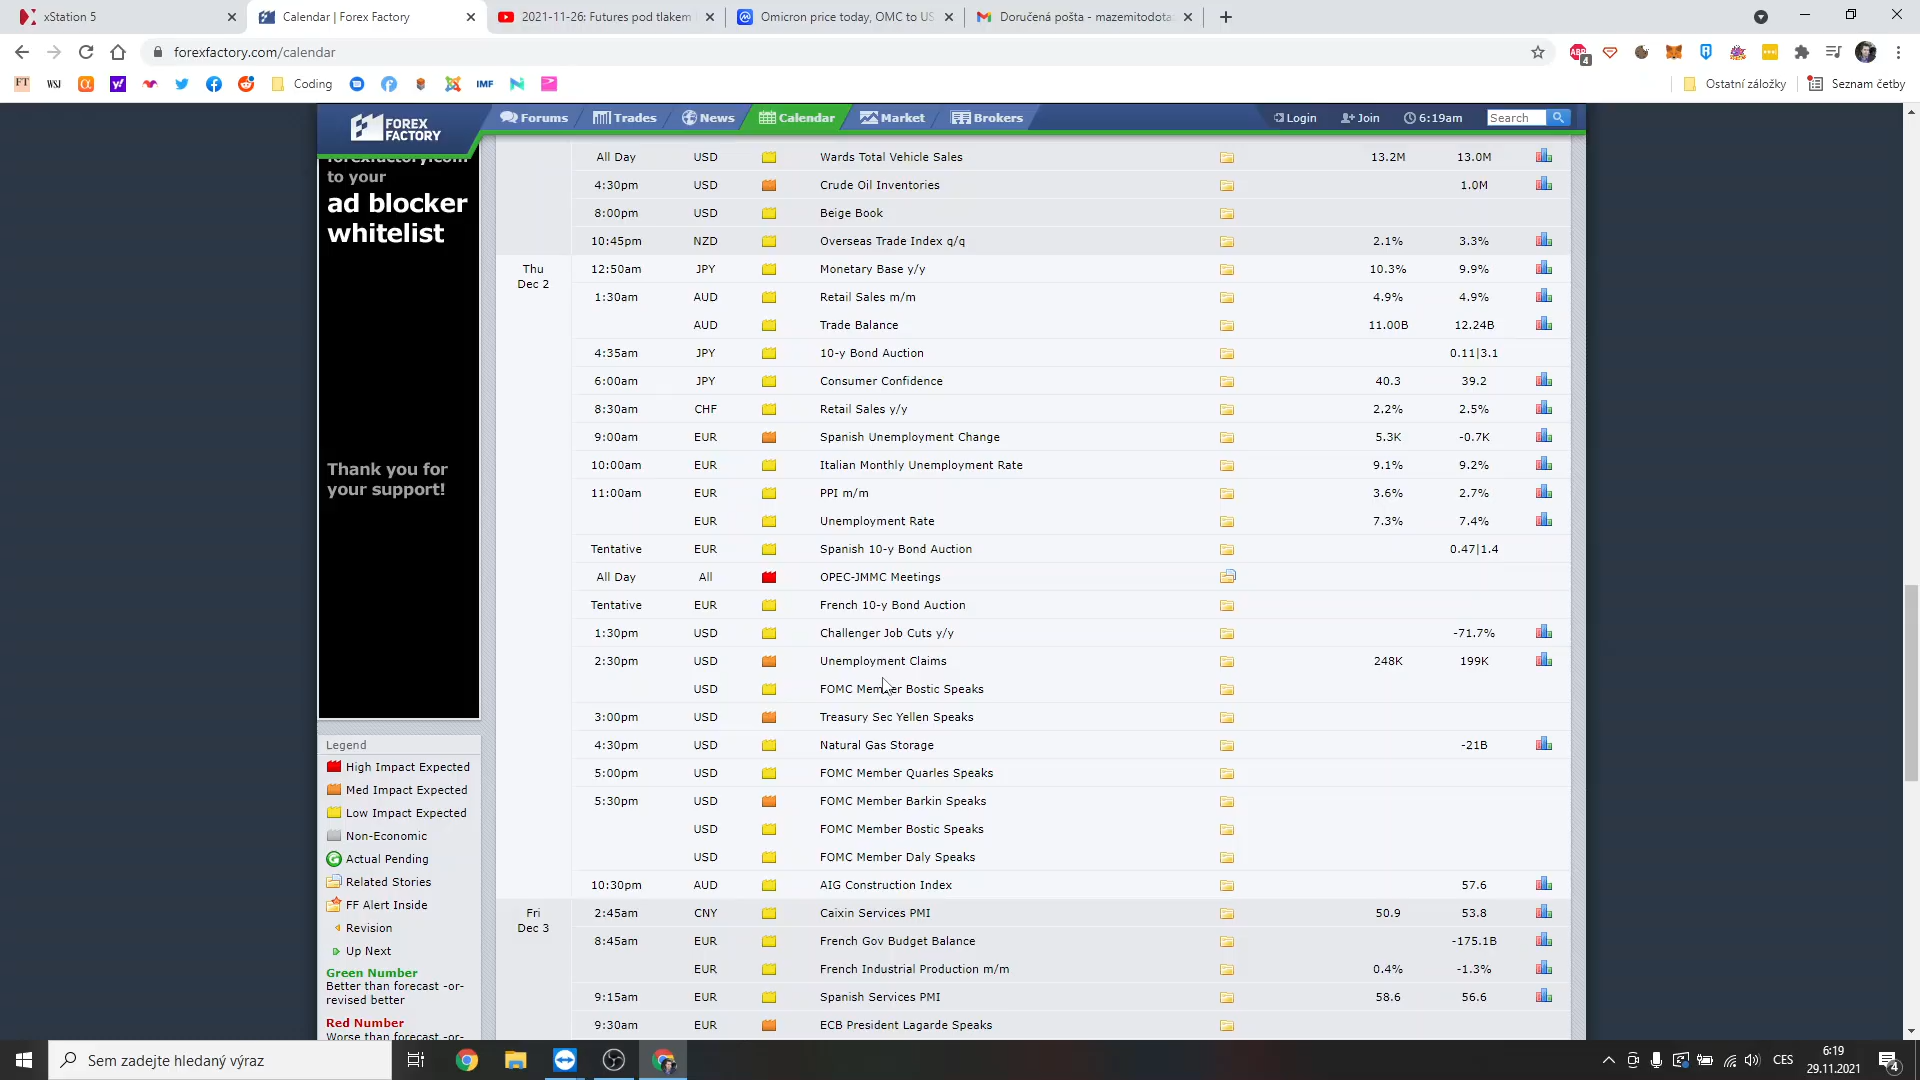 xStation 5
Calendar | Forex Factory
2021-11-26: Futures pod tlakem
Omicron price today, OMC to US
Doručená pošta - mazemitodota
forexfactory.com/calendar
ABP
4
FT
WSJ
Coding
IMF
Ostatní záložky
Seznam četby
FOREX FACTORY
Forums
Trades
News
Calendar
Market
Brokers
Login
Join
6:19am
Search
forexfactory.com
to your
ad blocker
whitelist
Thank you for
your support!
All Day USD Wards Total Vehicle Sales 13.2M 13.0M
4:30pm USD Crude Oil Inventories 1.0M
8:00pm USD Beige Book
10:45pm NZD Overseas Trade Index q/q 2.1% 3.3%
Thu
Dec 2
12:50am JPY Monetary Base y/y 10.3% 9.9%
1:30am AUD Retail Sales m/m 4.9% 4.9%
AUD Trade Balance 11.00B 12.24B
4:35am JPY 10-y Bond Auction 0.11|3.1
6:00am JPY Consumer Confidence 40.3 39.2
8:30am CHF Retail Sales y/y 2.2% 2.5%
9:00am EUR Spanish Unemployment Change 5.3K -0.7K
10:00am EUR Italian Monthly Unemployment Rate 9.1% 9.2%
11:00am EUR PPI m/m 3.6% 2.7%
EUR Unemployment Rate 7.3% 7.4%
Tentative EUR Spanish 10-y Bond Auction 0.47|1.4
All Day All OPEC-JMMC Meetings
Tentative EUR French 10-y Bond Auction
1:30pm USD Challenger Job Cuts y/y -71.7%
2:30pm USD Unemployment Claims 248K 199K
USD FOMC Member Bostic Speaks
3:00pm USD Treasury Sec Yellen Speaks
4:30pm USD Natural Gas Storage -21B
5:00pm USD FOMC Member Quarles Speaks
5:30pm USD FOMC Member Barkin Speaks
USD FOMC Member Bostic Speaks
USD FOMC Member Daly Speaks
10:30pm AUD AIG Construction Index 57.6
Fri
Dec 3
2:45am CNY Caixin Services PMI 50.9 53.8
8:45am EUR French Gov Budget Balance -175.1B
EUR French Industrial Production m/m 0.4% -1.3%
9:15am EUR Spanish Services PMI 58.6 56.6
9:30am EUR ECB President Lagarde Speaks
Legend
High Impact Expected
Med Impact Expected
Low Impact Expected
Non-Economic
Actual Pending
Related Stories
FF Alert Inside
Revision
Up Next
Green Number
Better than forecast -or-
revised better
Red Number
Worse than forecast -or-
Sem zadejte hledaný výraz
CES
6:19
29.11.2021
4